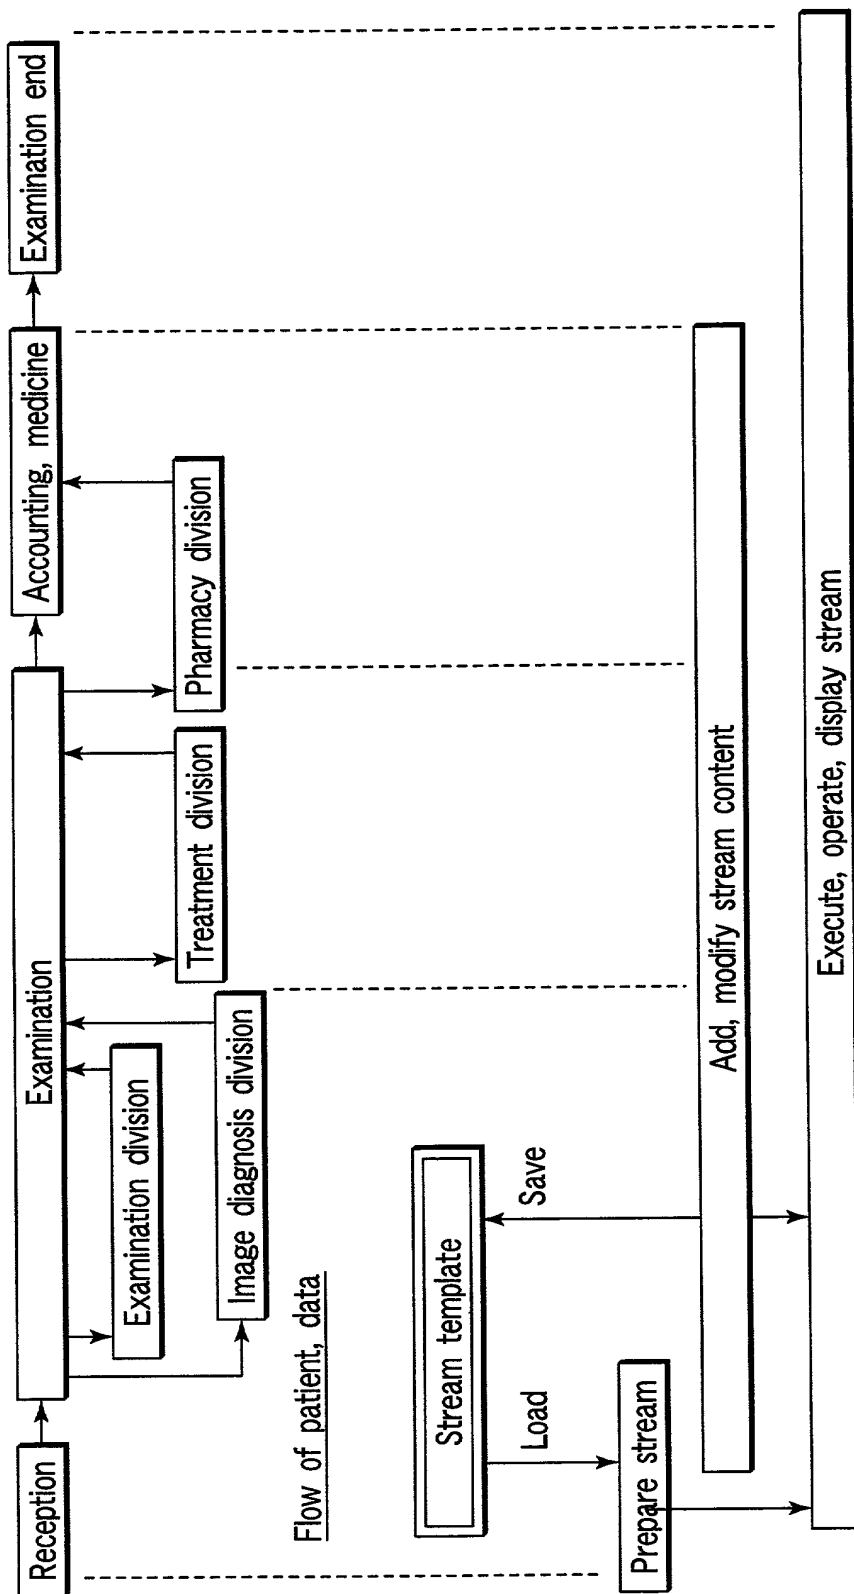 Reception
Examination
Accounting, medicine
Examination end
Examination division
Image diagnosis division
Treatment division
Pharmacy division
Flow of patient, data
Stream template
Load
Save
Prepare stream
Add, modify stream content
Execute, operate, display stream